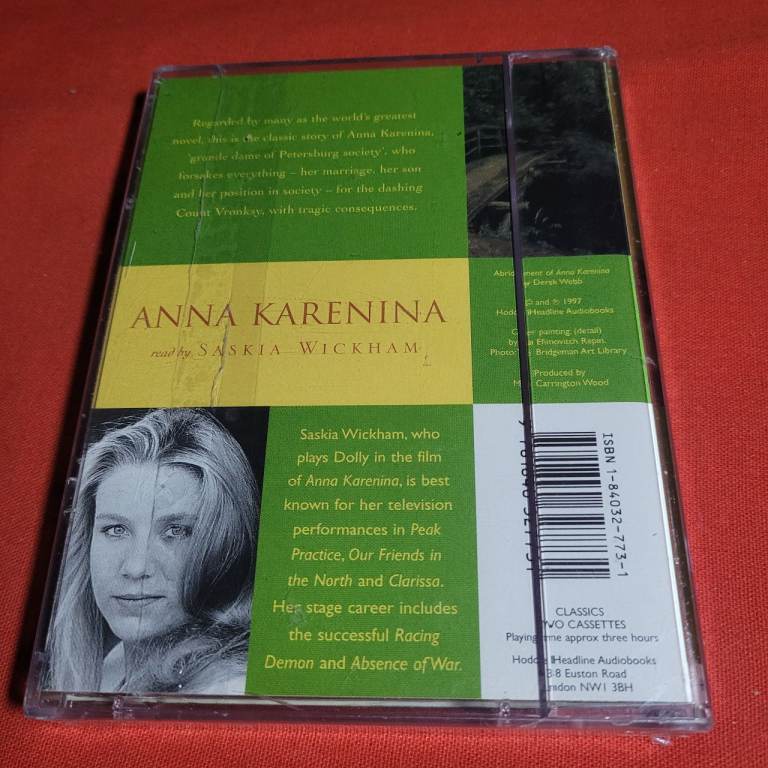 Regarded by many as the world's greatest
novel, this is the classic story of Anna Karenina,
'grande dame of Petersburg society', who
forsakes everything – her marriage, her son
and her position in society – for the dashing
Count Vronksy, with tragic consequences.
ANNA KARENINA
read by SASKIA WICKHAM
Saskia Wickham, who
plays Dolly in the film
of Anna Karenina, is best
known for her television
performances in Peak
Practice, Our Friends in
the North and Clarissa.
Her stage career includes
the successful Racing
Demon and Absence of War.
Abridgement of Anna Karenina
by Derek Webb
© and ℗ 1997
Hodder Headline Audiobooks
Cover painting: (detail)
by Efimovitch Repin.
Photo: Bridgeman Art Library
Produced by
Carrington Wood
ISBN 1-84032-773-1
CLASSICS
TWO CASSETTES
Playing time approx three hours
Hodder Headline Audiobooks
338 Euston Road
London NW1 3BH